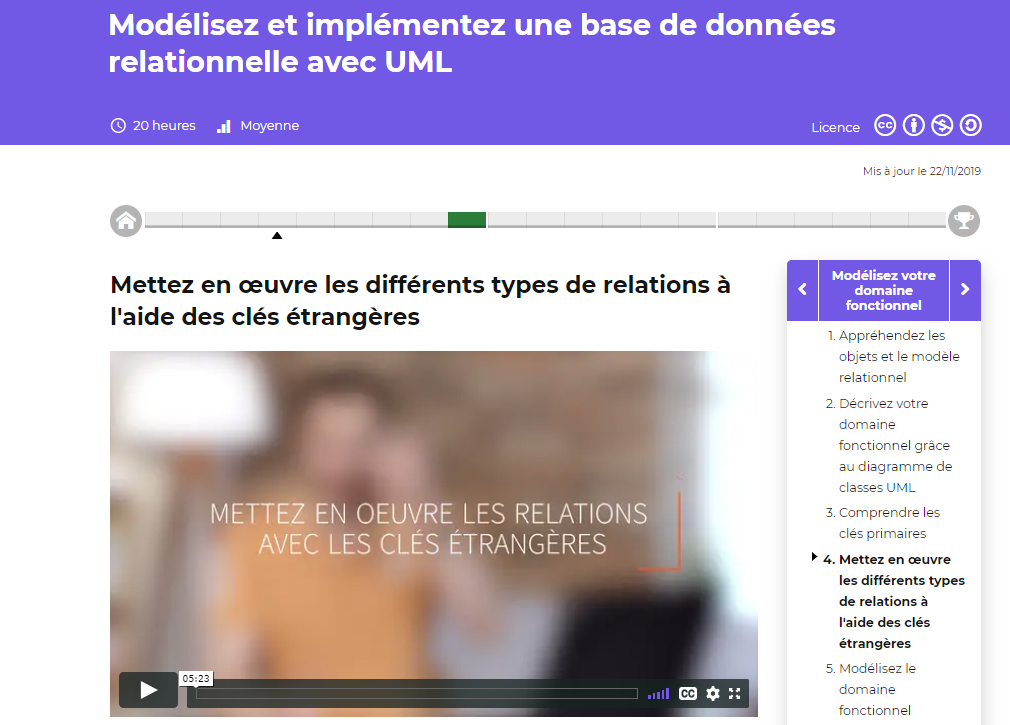 Modélisez et implémentez une base de données
relationnelle avec UML
20 heures
Moyenne
Licence
cc
Mis à jour le 22/11/2019
Mettez en œuvre les différents types de relations à
l'aide des clés étrangères
METTEZ EN OEUVRE LES RELATIONS
AVEC LES CLÉS ÉTRANGÈRES
05:23
CC
Modélisez votre
domaine
fonctionnel
1. Appréhendez les
objets et le modèle
relationnel
2. Décrivez votre
domaine
fonctionnel grâce
au diagramme de
classes UML
3. Comprendre les
clés primaires
4. Mettez en œuvre
les différents types
de relations à
l'aide des clés
étrangères
5. Modélisez le
domaine
fonctionnel